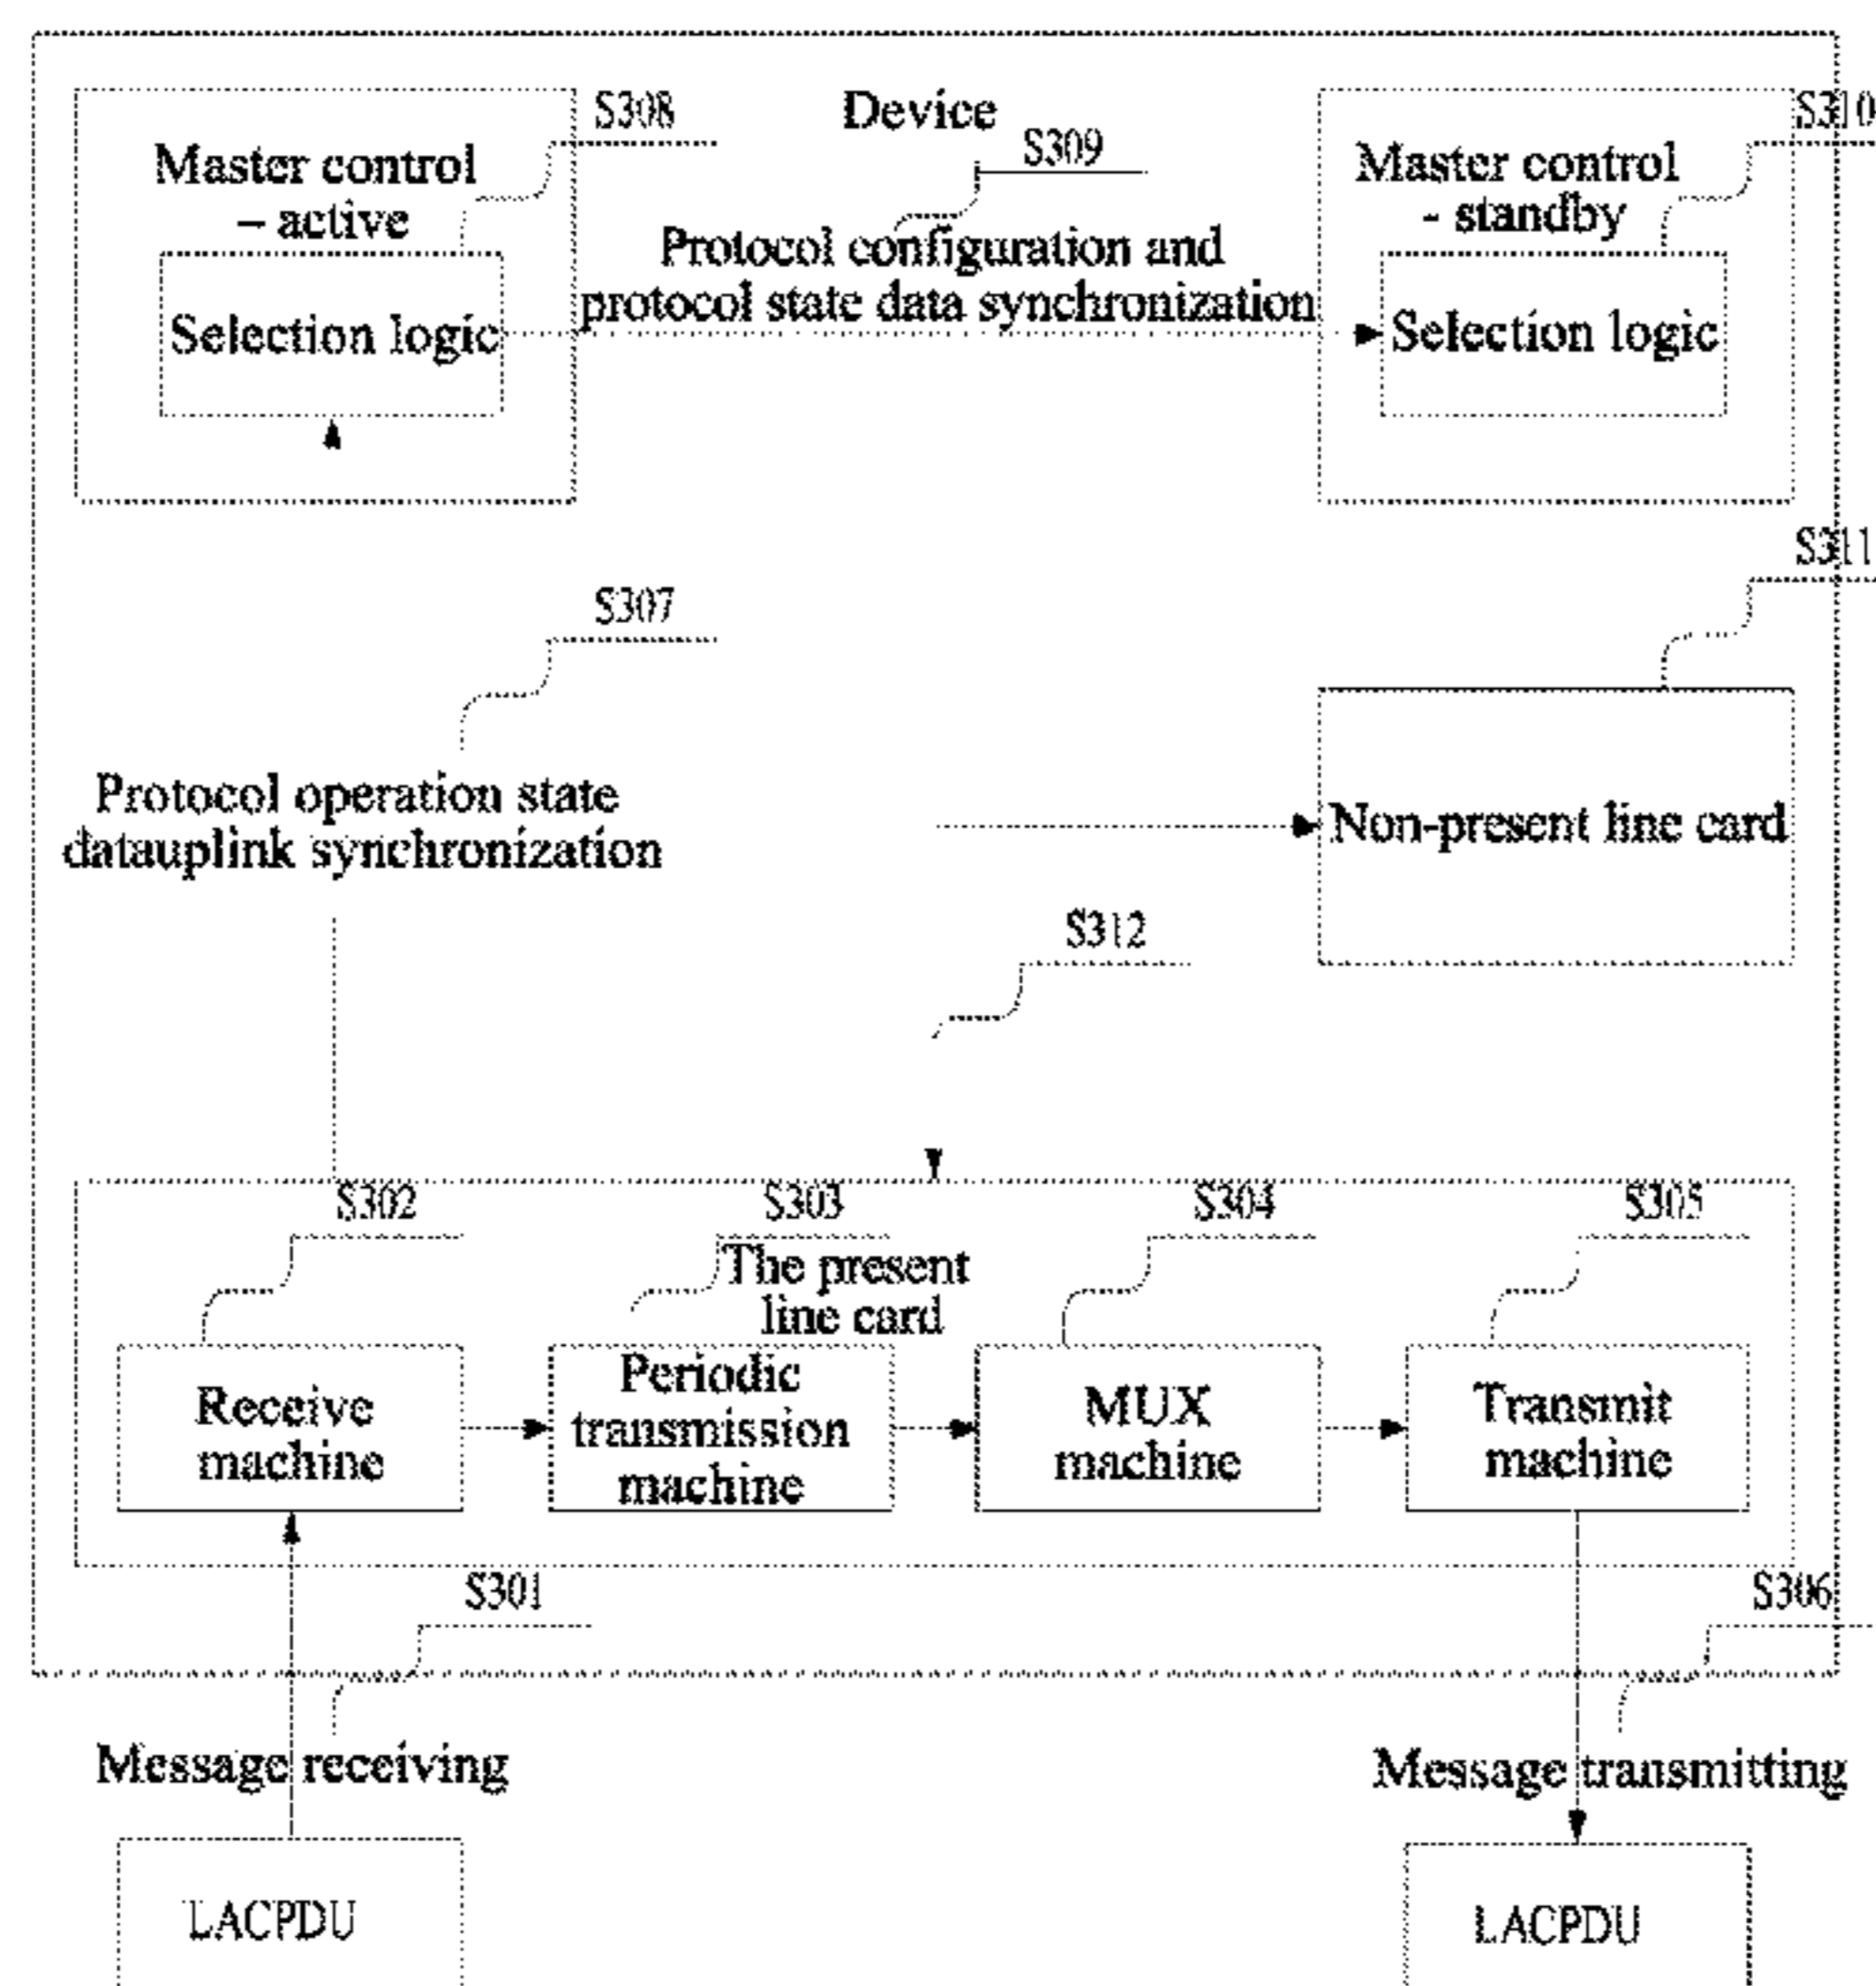 Device
S308
S309
S310
Master control
– active
Master control
- standby
Protocol configuration and
protocol state data synchronization
Selection logic
Selection logic
S311
S307
Protocol operation state
datauplink synchronization
Non-present line card
S312
S302
S303
S304
S305
The present
line card
Receive
machine
Periodic
transmission
machine
MUX
machine
Transmit
machine
S301
S306
Message receiving
Message transmitting
LACPDU
LACPDU